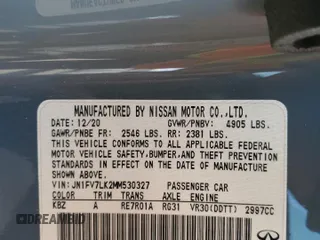 MANUFACTURED BY NISSAN MOTOR CO.,LTD.
DATE: 12/20 GVWR/PNBV: 4905 LBS.
GAWR/PNBE FR: 2546 LBS. RR: 2381 LBS.
THIS VEHICLE CONFORMS TO ALL APPLICABLE FEDERAL
MOTOR VEHICLE SAFETY,BUMPER,AND THEFT PREVENTION
STANDARDS IN EFFECT ON THE DATE OF MANUFACTURE
SHOWN ABOVE.
VIN: JN1FV7LK2MM530327 PASSENGER CAR
COLOR TRIM TRANS AXLE ENGINE
KBZ A RE7R01A RG31 VR30(DDTT) 2997CC